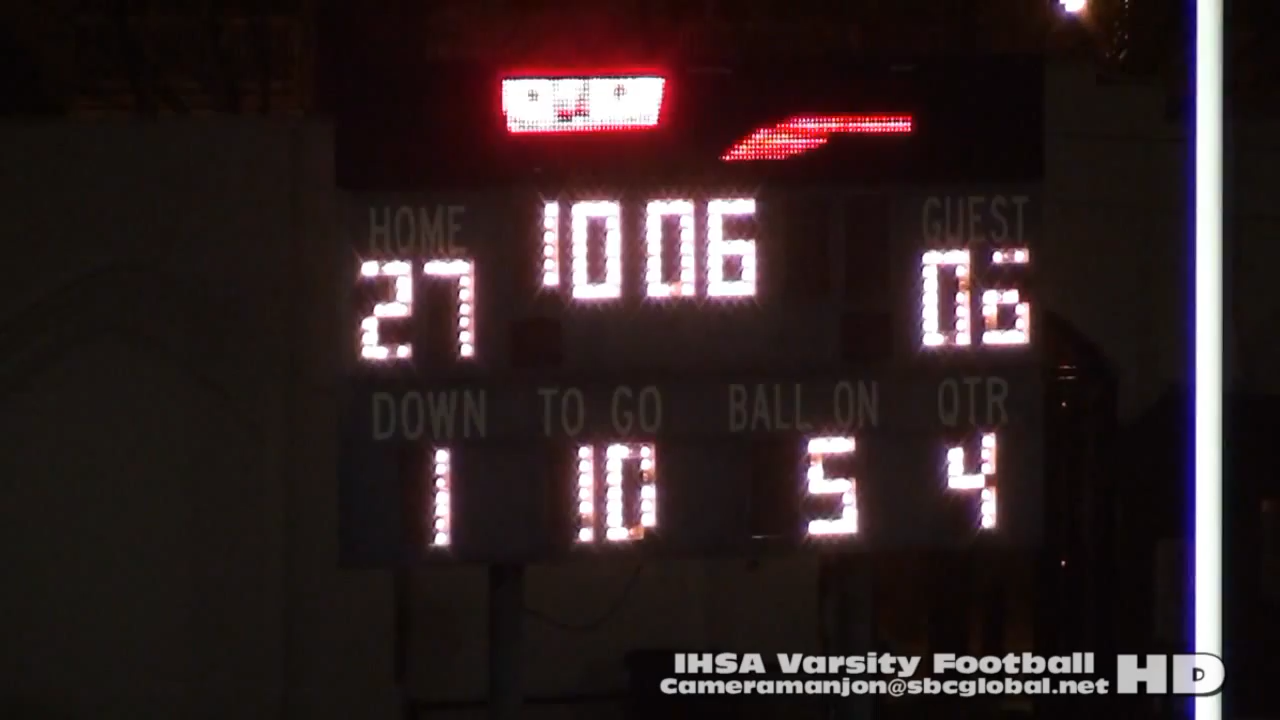 HOME 10 06 GUEST
27 06
DOWN TO GO BALL ON QTR
1 10 5 4
IHSA Varsity Football HD
Cameramanjon@sbcglobal.net